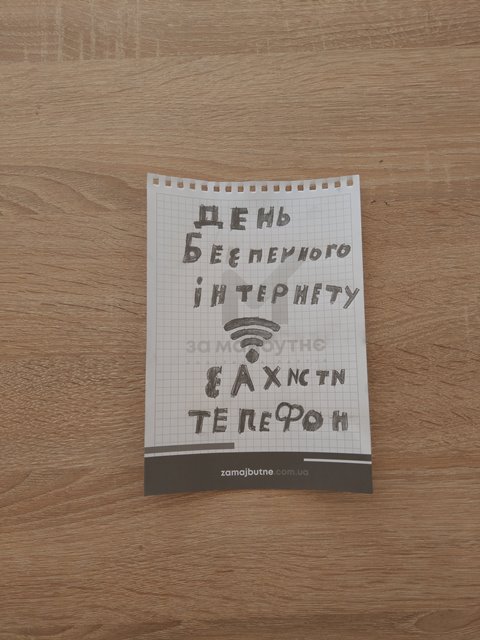 ДЕНЬ
БЕЗПЕЧНОГО
іНТЕРНЕТУ
за майбутнє
ЗАХИСТИ
ТЕЛЕФОН
zamajbutne.com.ua